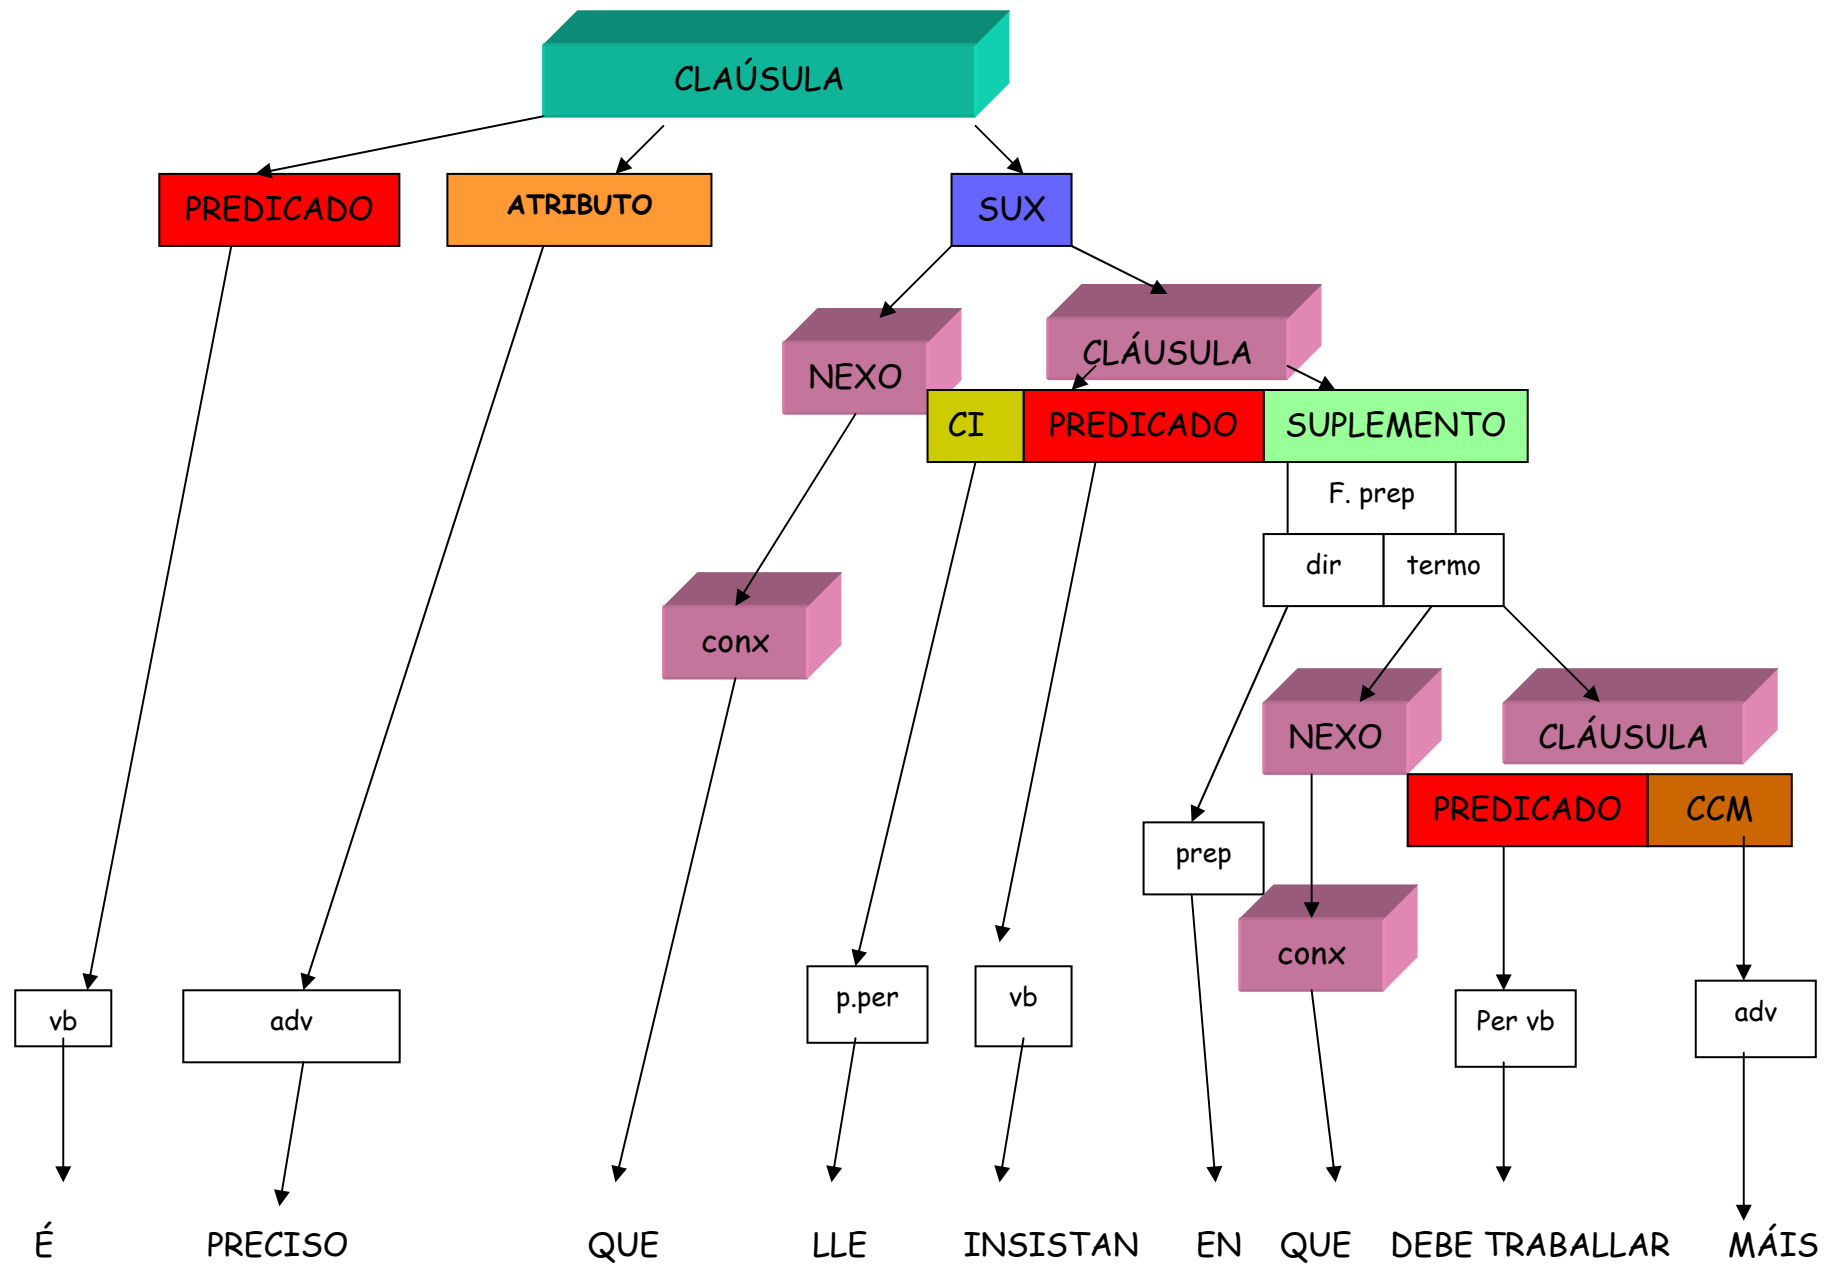 CLAÚSULA
PREDICADO
ATRIBUTO
SUX
NEXO
CLÁUSULA
CI
PREDICADO
SUPLEMENTO
F. prep
dir
termo
conx
NEXO
CLÁUSULA
PREDICADO
CCM
prep
conx
vb
adv
p.per
vb
Per vb
adv
É PRECISO QUE LLE INSISTAN EN QUE DEBE TRABALLAR MÁIS